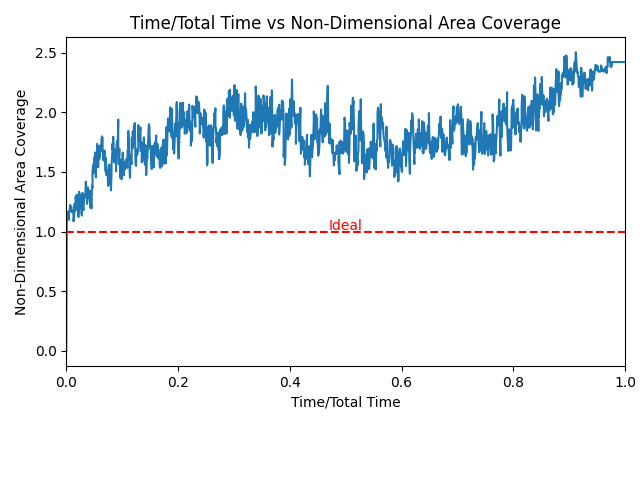 Time/Total Time vs Non-Dimensional Area Coverage
Non-Dimensional Area Coverage
2.5
2.0
1.5
1.0
0.5
0.0
Ideal
0.0 0.2 0.4 0.6 0.8 1.0
Time/Total Time